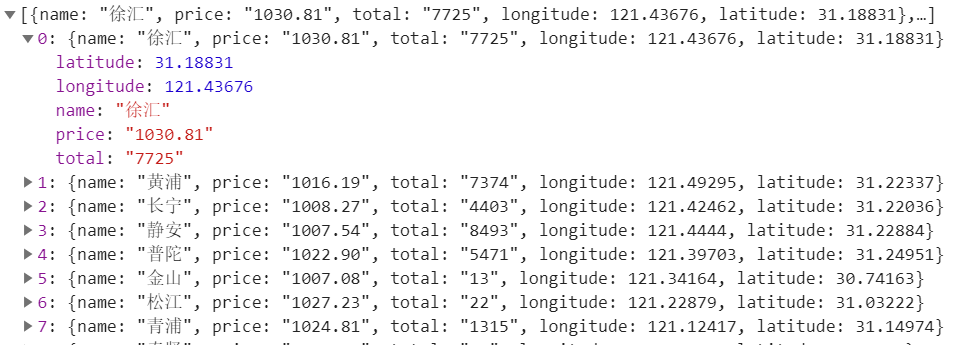 [{name: "徐汇", price: "1030.81", total: "7725", longitude: 121.43676, latitude: 31.18831},…]
0: {name: "徐汇", price: "1030.81", total: "7725", longitude: 121.43676, latitude: 31.18831}
latitude: 31.18831
longitude: 121.43676
name: "徐汇"
price: "1030.81"
total: "7725"
1: {name: "黄浦", price: "1016.19", total: "7374", longitude: 121.49295, latitude: 31.22337}
2: {name: "长宁", price: "1008.27", total: "4403", longitude: 121.42462, latitude: 31.22036}
3: {name: "静安", price: "1007.54", total: "8493", longitude: 121.4444, latitude: 31.22884}
4: {name: "普陀", price: "1022.90", total: "5471", longitude: 121.39703, latitude: 31.24951}
5: {name: "金山", price: "1007.08", total: "13", longitude: 121.34164, latitude: 30.74163}
6: {name: "松江", price: "1027.23", total: "22", longitude: 121.22879, latitude: 31.03222}
7: {name: "青浦", price: "1024.81", total: "1315", longitude: 121.12417, latitude: 31.14974}